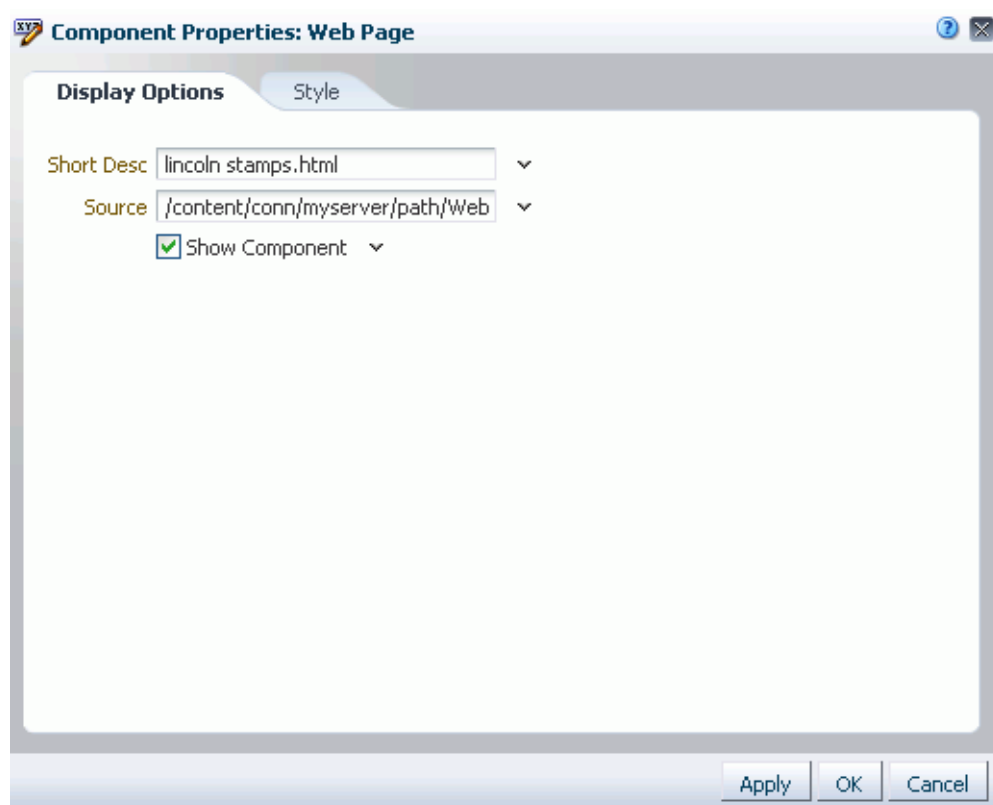 Component Properties: Web Page
Display Options Style
Short Desc lincoln stamps.html
Source /content/conn/myserver/path/Web
Show Component
Apply OK Cancel